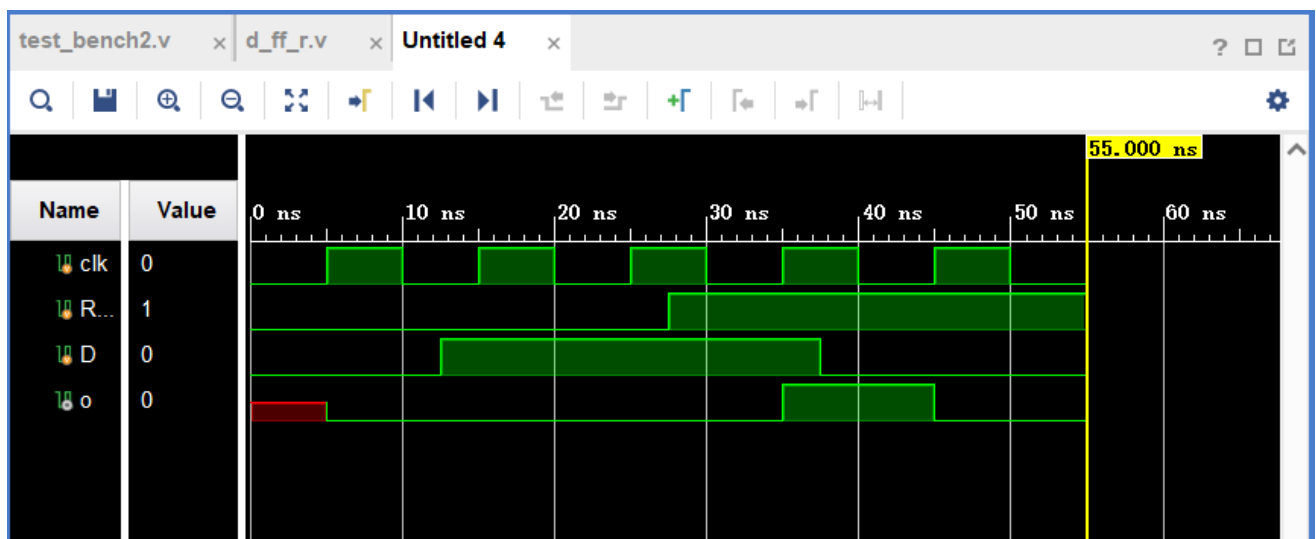 test_bench2.v × d_ff_r.v × Untitled 4 ×
?
55.000 ns
Name Value 0 ns 10 ns 20 ns 30 ns 40 ns 50 ns 60 ns
clk 0
R... 1
D 0
o 0